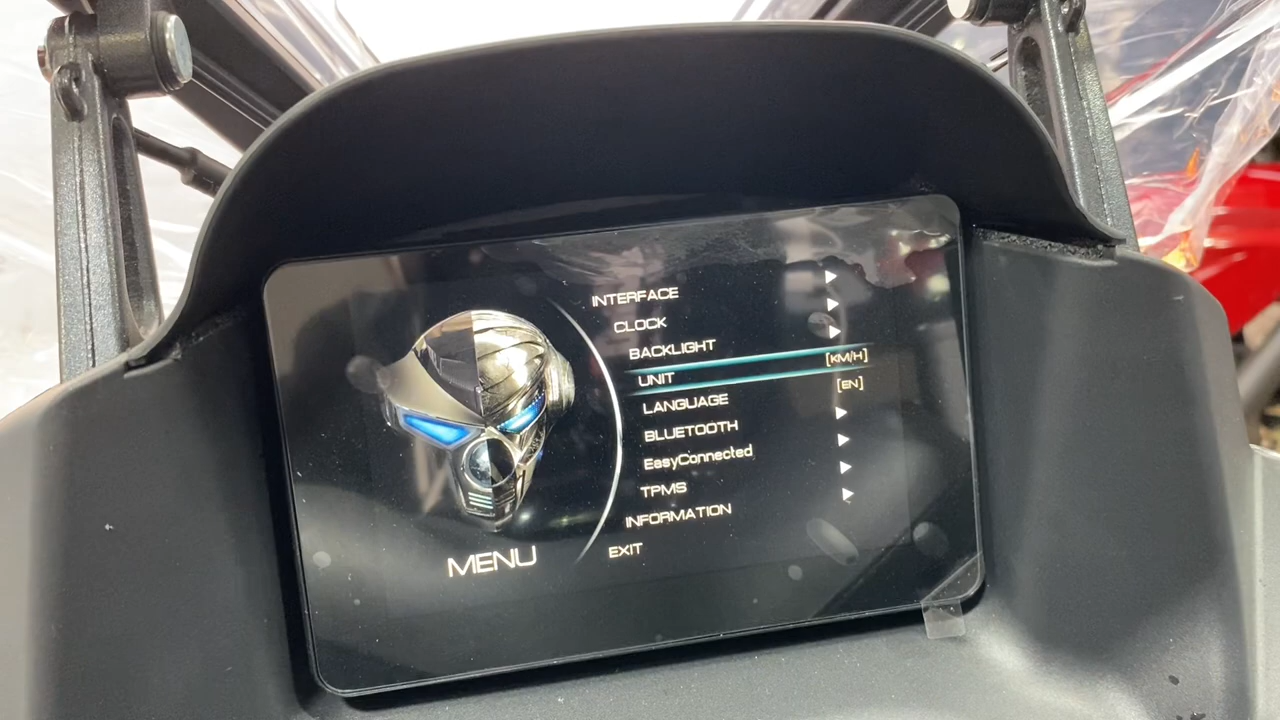 INTERFACE
CLOCK
BACKLIGHT
UNIT [KM/H]
LANGUAGE [EN]
BLUETOOTH
EasyConnected
TPMS
INFORMATION
EXIT
MENU